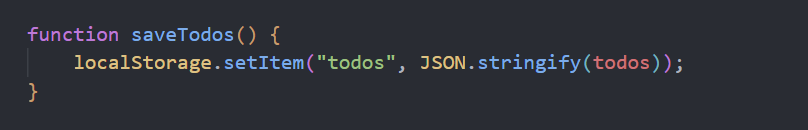 function saveTodos() {
    localStorage.setItem("todos", JSON.stringify(todos));
}